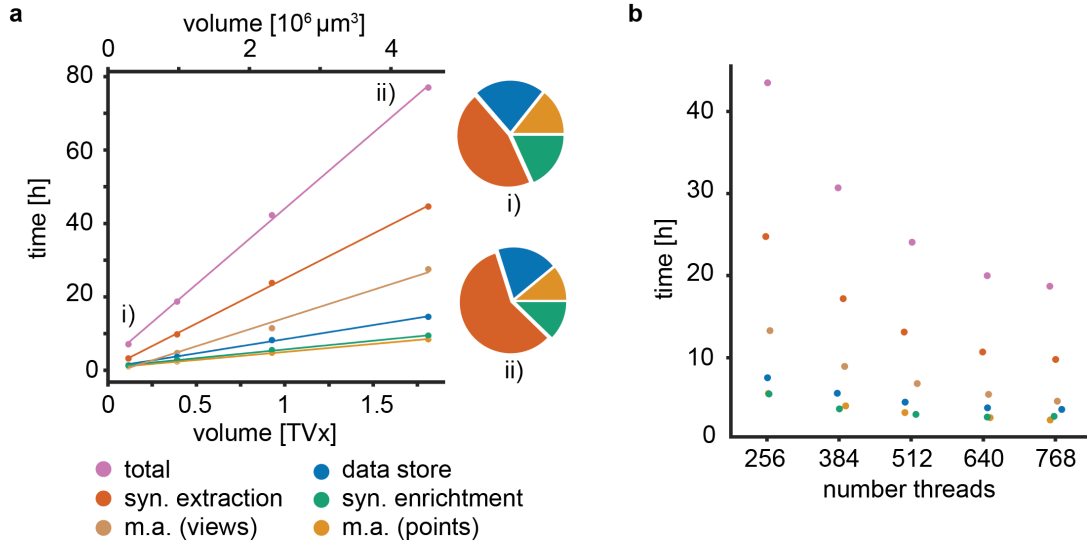 a
volume [10⁶ µm³]
0 2 4
80
60
40
20
0
time [h]
i)
ii)
i)
ii)
0 0.5 1 1.5
volume [TVx]
total
syn. extraction
m.a. (views)
data store
syn. enrichtment
m.a. (points)
b
40
30
20
10
0
time [h]
256 384 512 640 768
number threads